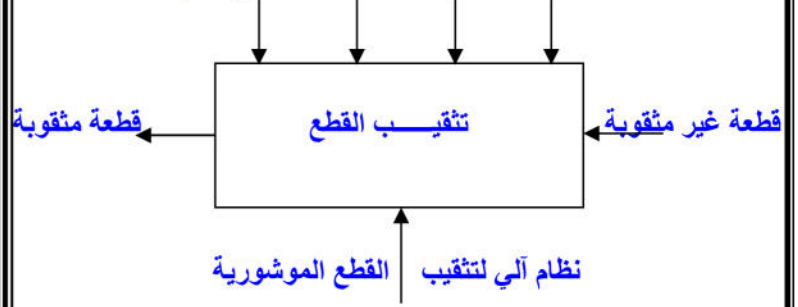 قطعة غير مثقوبة
تثقيـــب القطع
قطعة مثقوبة
نظام آلي لتثقيب القطع الموشورية